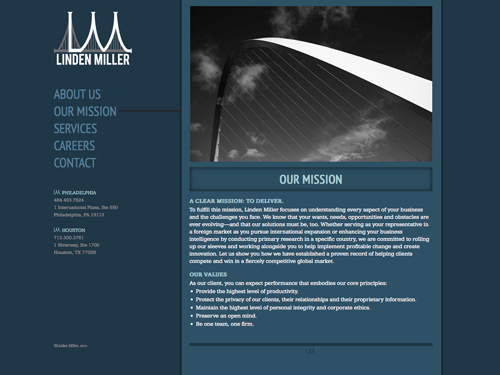 LINDEN MILLER
ABOUT US
OUR MISSION
SERVICES
CAREERS
CONTACT
LM PHILADELPHIA
484.493.7824
1 International Plaza, Ste 550
Philadelphia, PA 19113
LM HOUSTON
713.300.3761
1 Riverway, Ste 1700
Houston, TX 77056
OUR MISSION
A CLEAR MISSION: TO DELIVER.
To fulfill this mission, Linden Miller focuses on understanding every aspect of your business
and the challenges you face. We know that your wants, needs, opportunities and obstacles are
ever evolving—and that our solutions must be, too. Whether serving as your representative in
a foreign market as you pursue international expansion or enhancing your business
intelligence by conducting primary research in a specific country, we are committed to rolling
up our sleeves and working alongside you to help implement profitable change and create
innovation. Let us show you how we have established a proven record of helping clients
compete and win in a fiercely competitive global market.
OUR VALUES
As our client, you can expect performance that embodies our core principles:
• Provide the highest level of productivity.
• Protect the privacy of our clients, their relationships and their proprietary information.
• Maintain the highest level of personal integrity and corporate ethics.
• Preserve an open mind.
• Be one team, one firm.
©Linden Miller,